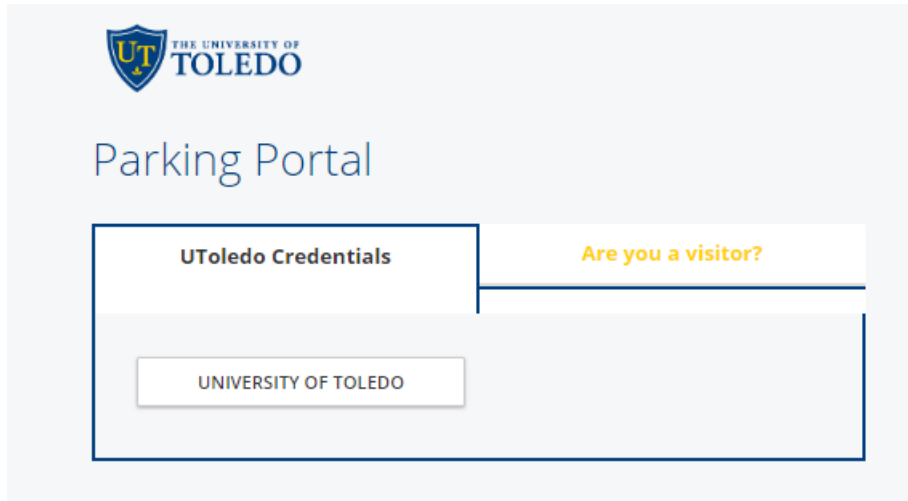 UT
THE UNIVERSITY OF
TOLEDO
Parking Portal
UToledo Credentials
Are you a visitor?
UNIVERSITY OF TOLEDO